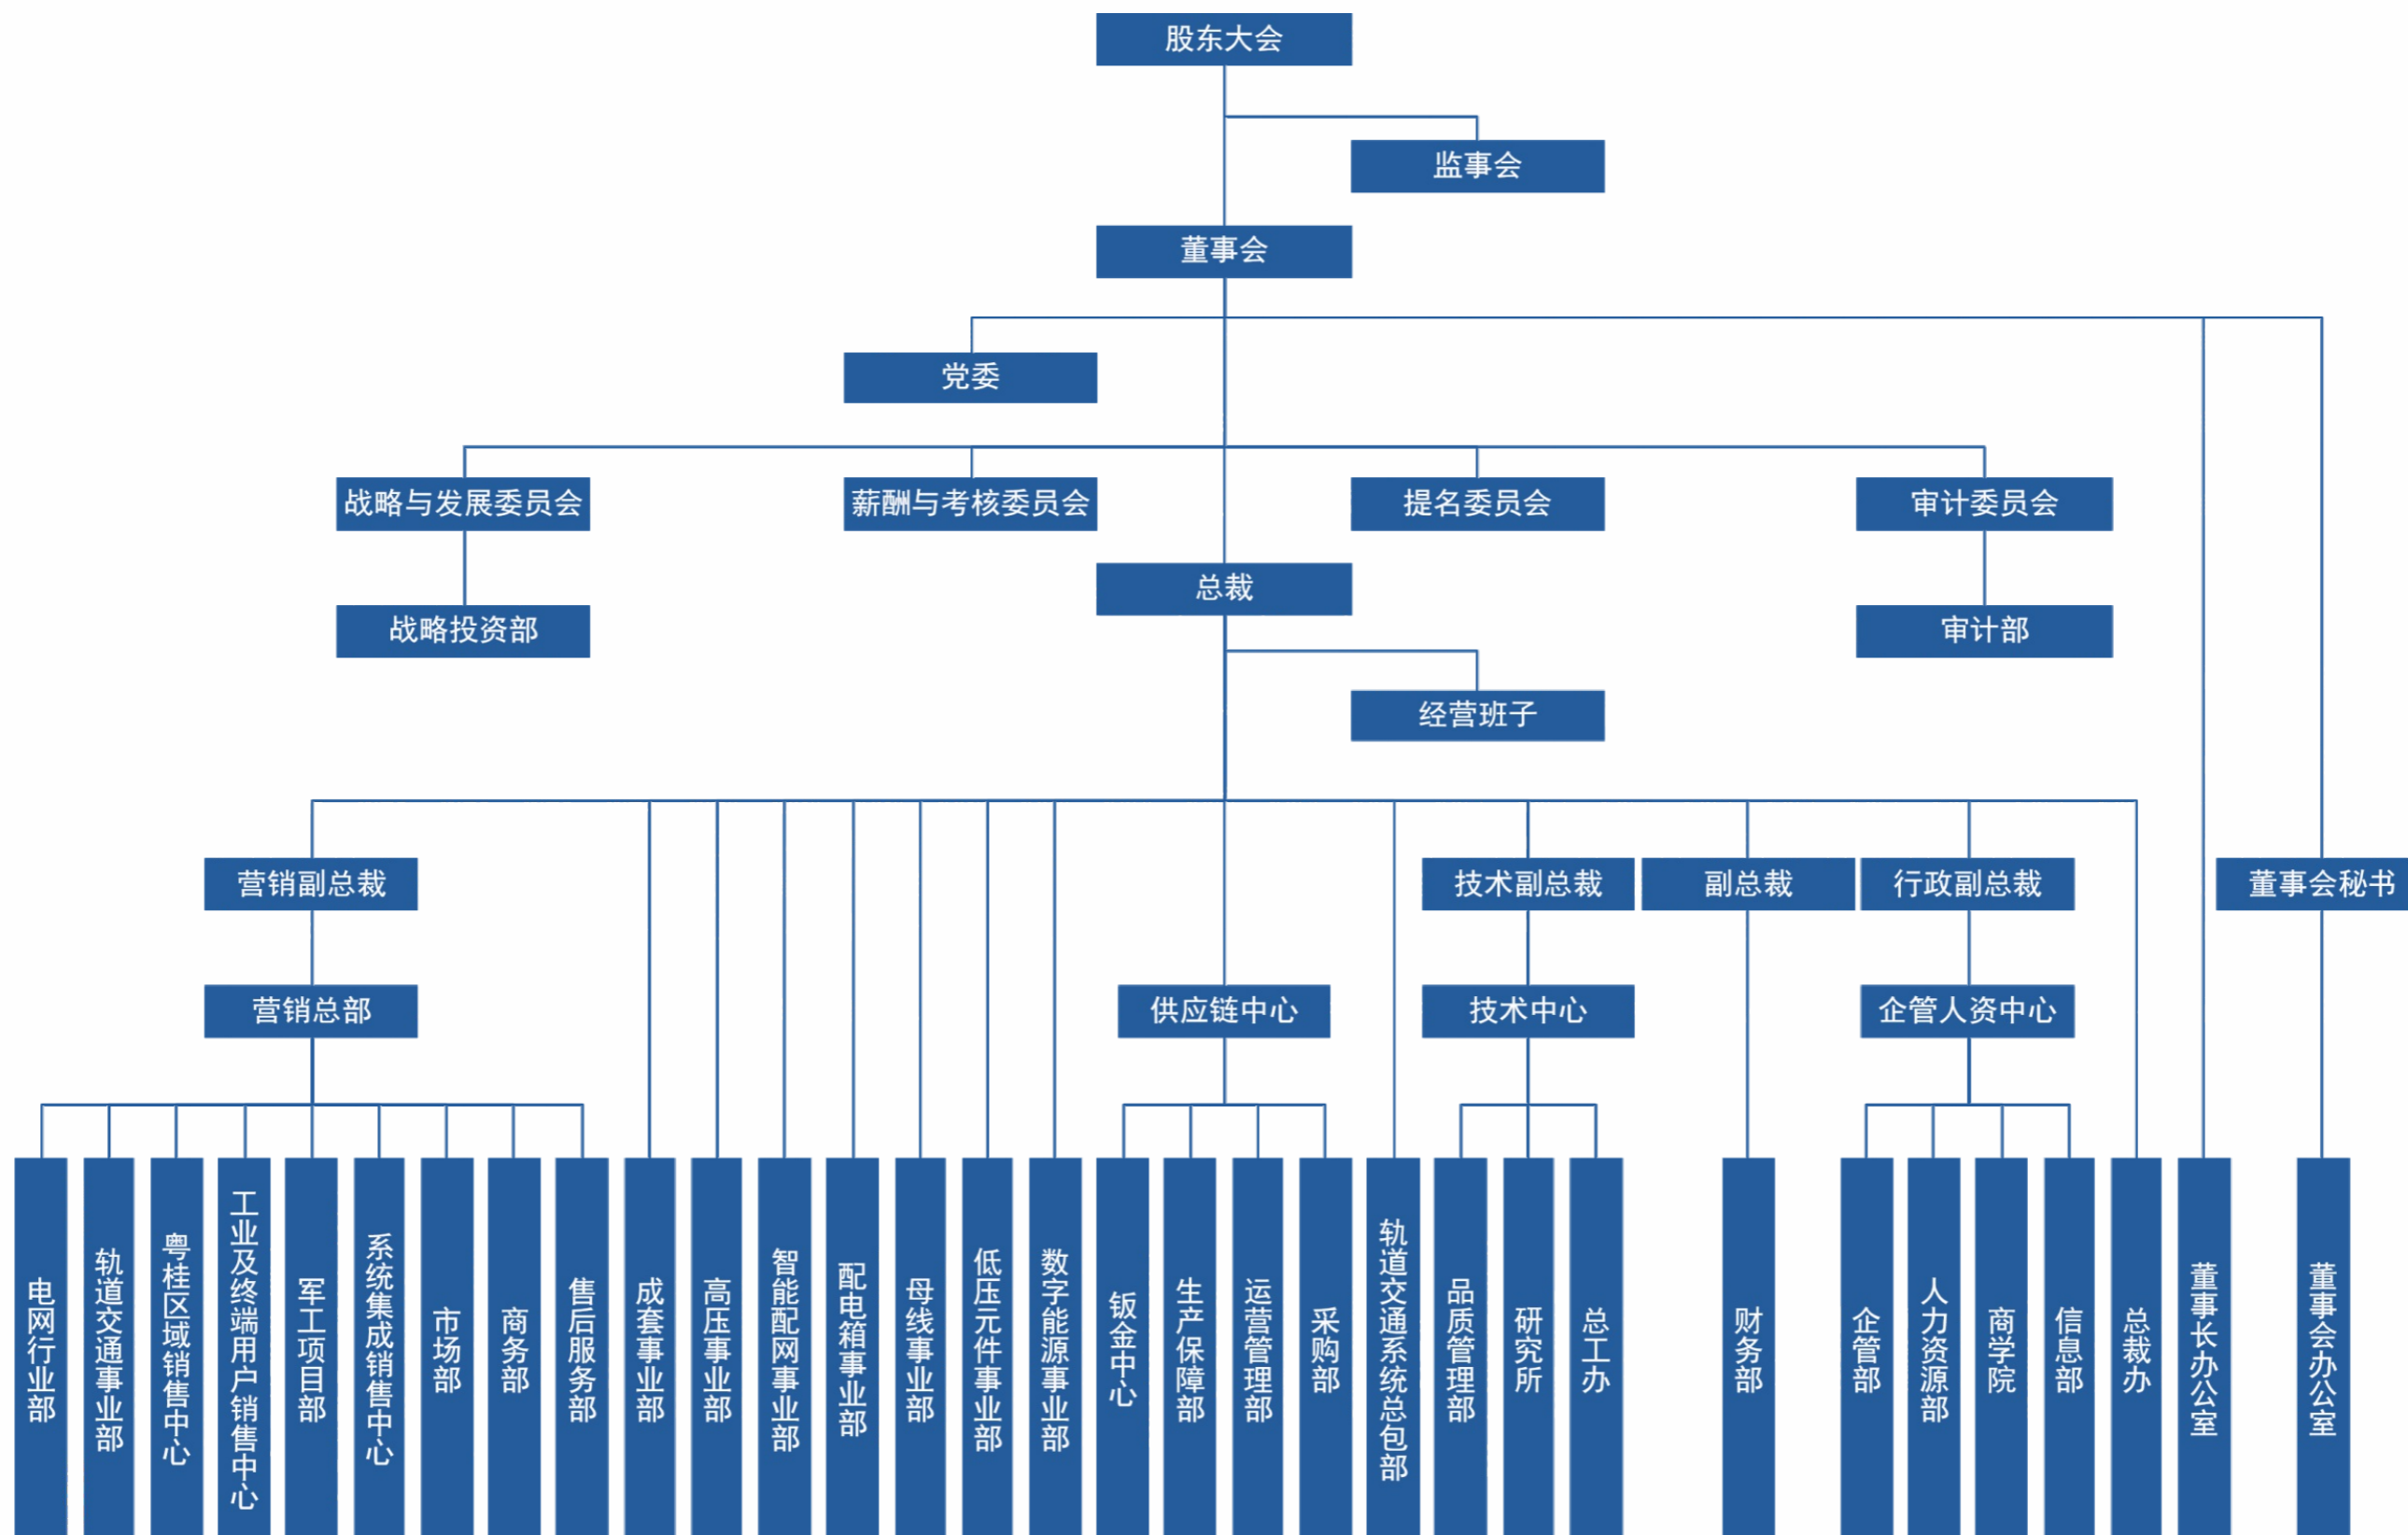 股东大会
监事会
董事会
党委
战略与发展委员会
薪酬与考核委员会
提名委员会
审计委员会
总裁
战略投资部
审计部
经营班子
营销副总裁
技术副总裁
副总裁
行政副总裁
董事会秘书
营销总部
供应链中心
技术中心
企管人资中心
电网行业部
轨道交通事业部
粤桂区域销售中心
工业及终端用户销售中心
军工项目部
系统集成销售中心
市场部
商务部
售后服务部
成套事业部
高压事业部
智能配网事业部
配电箱事业部
母线事业部
低压元件事业部
数字能源事业部
钣金中心
生产保障部
运营管理部
采购部
轨道交通系统总包部
品质管理部
研究所
总工办
财务部
企管部
人力资源部
商学院
信息部
总裁办
董事长办公室
董事会办公室